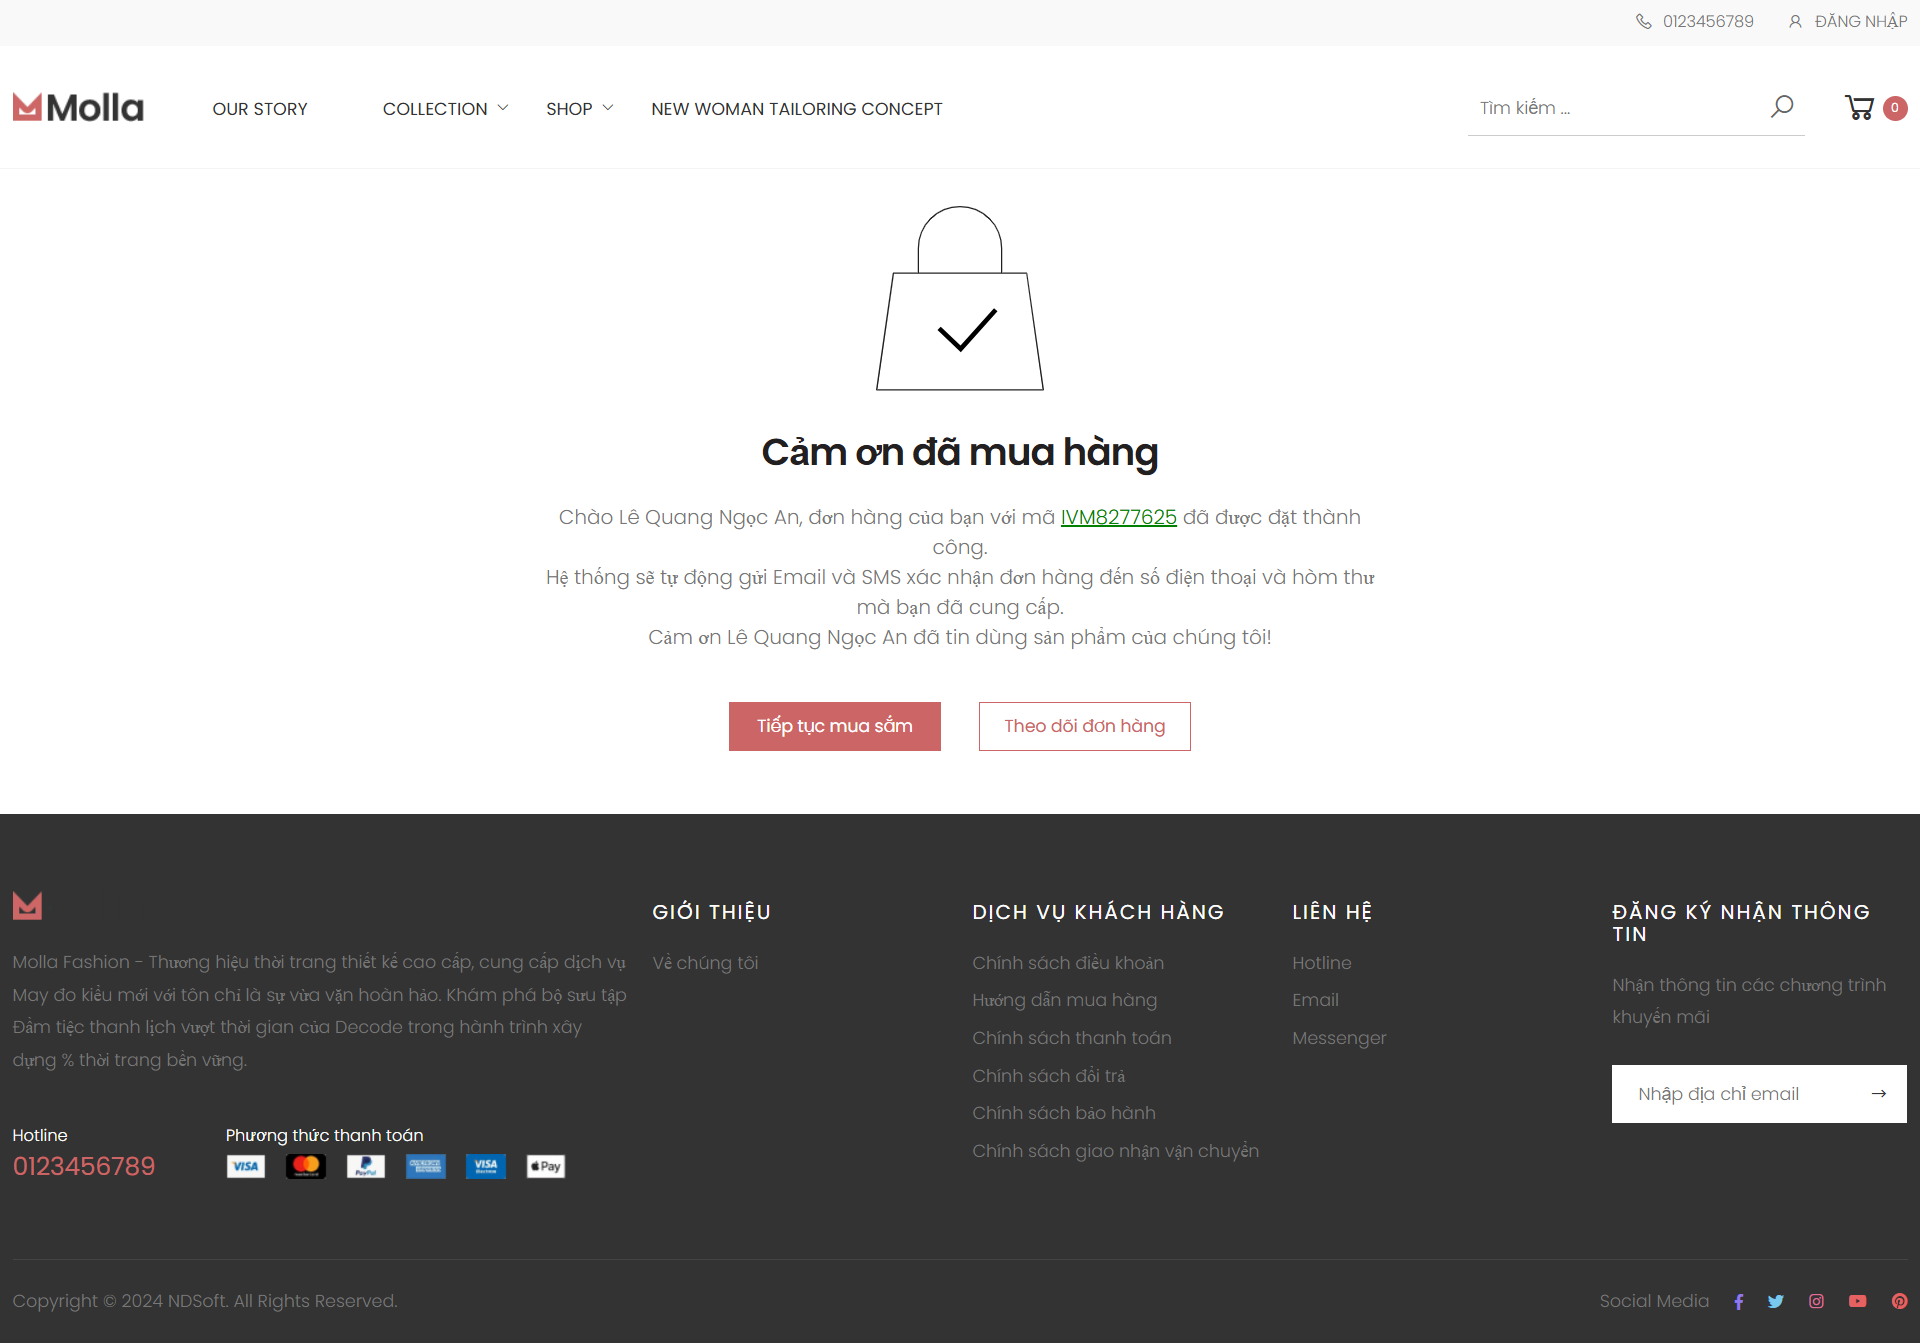 0123456789
ĐĂNG NHẬP
Molla
OUR STORY
COLLECTION
SHOP
NEW WOMAN TAILORING CONCEPT
Tìm kiếm ...
0
Cảm ơn đã mua hàng
Chào Lê Quang Ngọc An, đơn hàng của bạn với mã IVM8277625 đã được đặt thành
công.
Hệ thống sẽ tự động gửi Email và SMS xác nhận đơn hàng đến số điện thoại và hòm thư
mà bạn đã cung cấp.
Cảm ơn Lê Quang Ngọc An đã tin dùng sản phẩm của chúng tôi!
Tiếp tục mua sắm
Theo dõi đơn hàng
Molla Fashion - Thương hiệu thời trang thiết kế cao cấp, cung cấp dịch vụ
May đo kiểu mới với tôn chỉ là sự vừa vặn hoàn hảo. Khám phá bộ sưu tập
Đầm tiệc thanh lịch vượt thời gian của Decode trong hành trình xây
dựng % thời trang bền vững.
Hotline
0123456789
Phương thức thanh toán
VISA
PayPal
VISA
Pay
GIỚI THIỆU
Về chúng tôi
DỊCH VỤ KHÁCH HÀNG
Chính sách điều khoản
Hướng dẫn mua hàng
Chính sách thanh toán
Chính sách đổi trả
Chính sách bảo hành
Chính sách giao nhận vận chuyển
LIÊN HỆ
Hotline
Email
Messenger
ĐĂNG KÝ NHẬN THÔNG
TIN
Nhận thông tin các chương trình
khuyến mãi
Nhập địa chỉ email
Copyright © 2024 NDSoft. All Rights Reserved.
Social Media